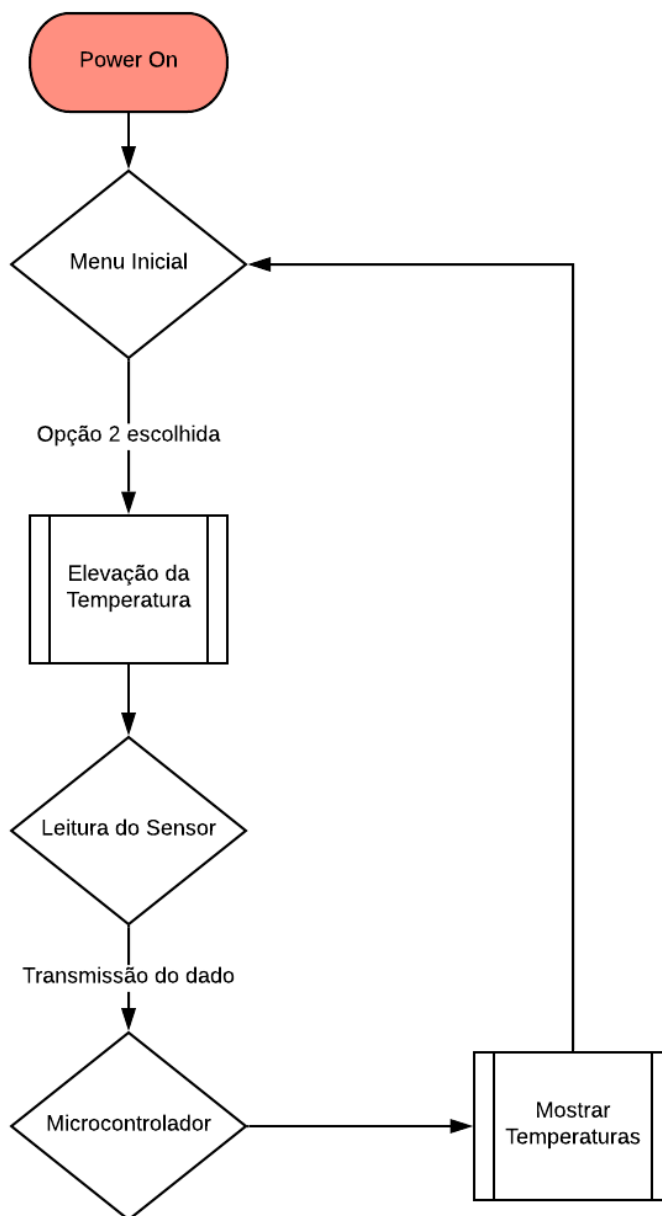 Power On
Menu Inicial
Opção 2 escolhida
Elevação da
Temperatura
Leitura do Sensor
Transmissão do dado
Microcontrolador
Mostrar
Temperaturas